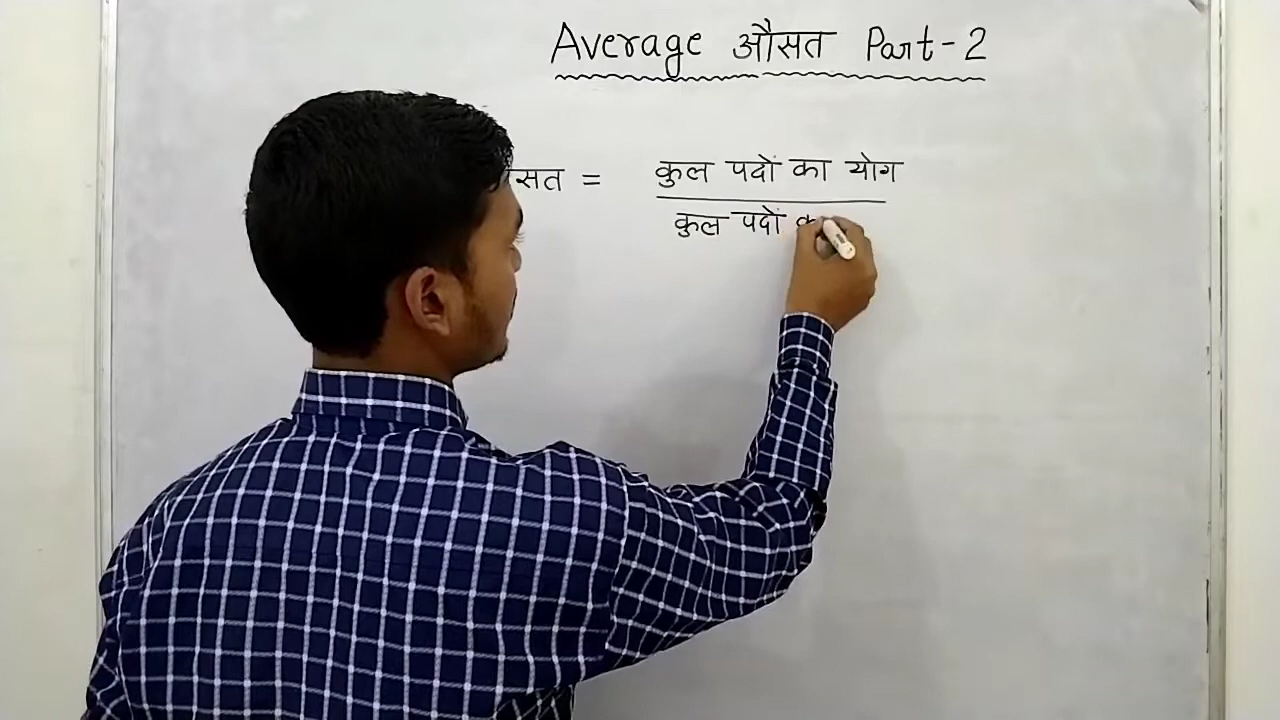 Average औसत Part-2
सत = कुल पदों का योग
कुल पदों